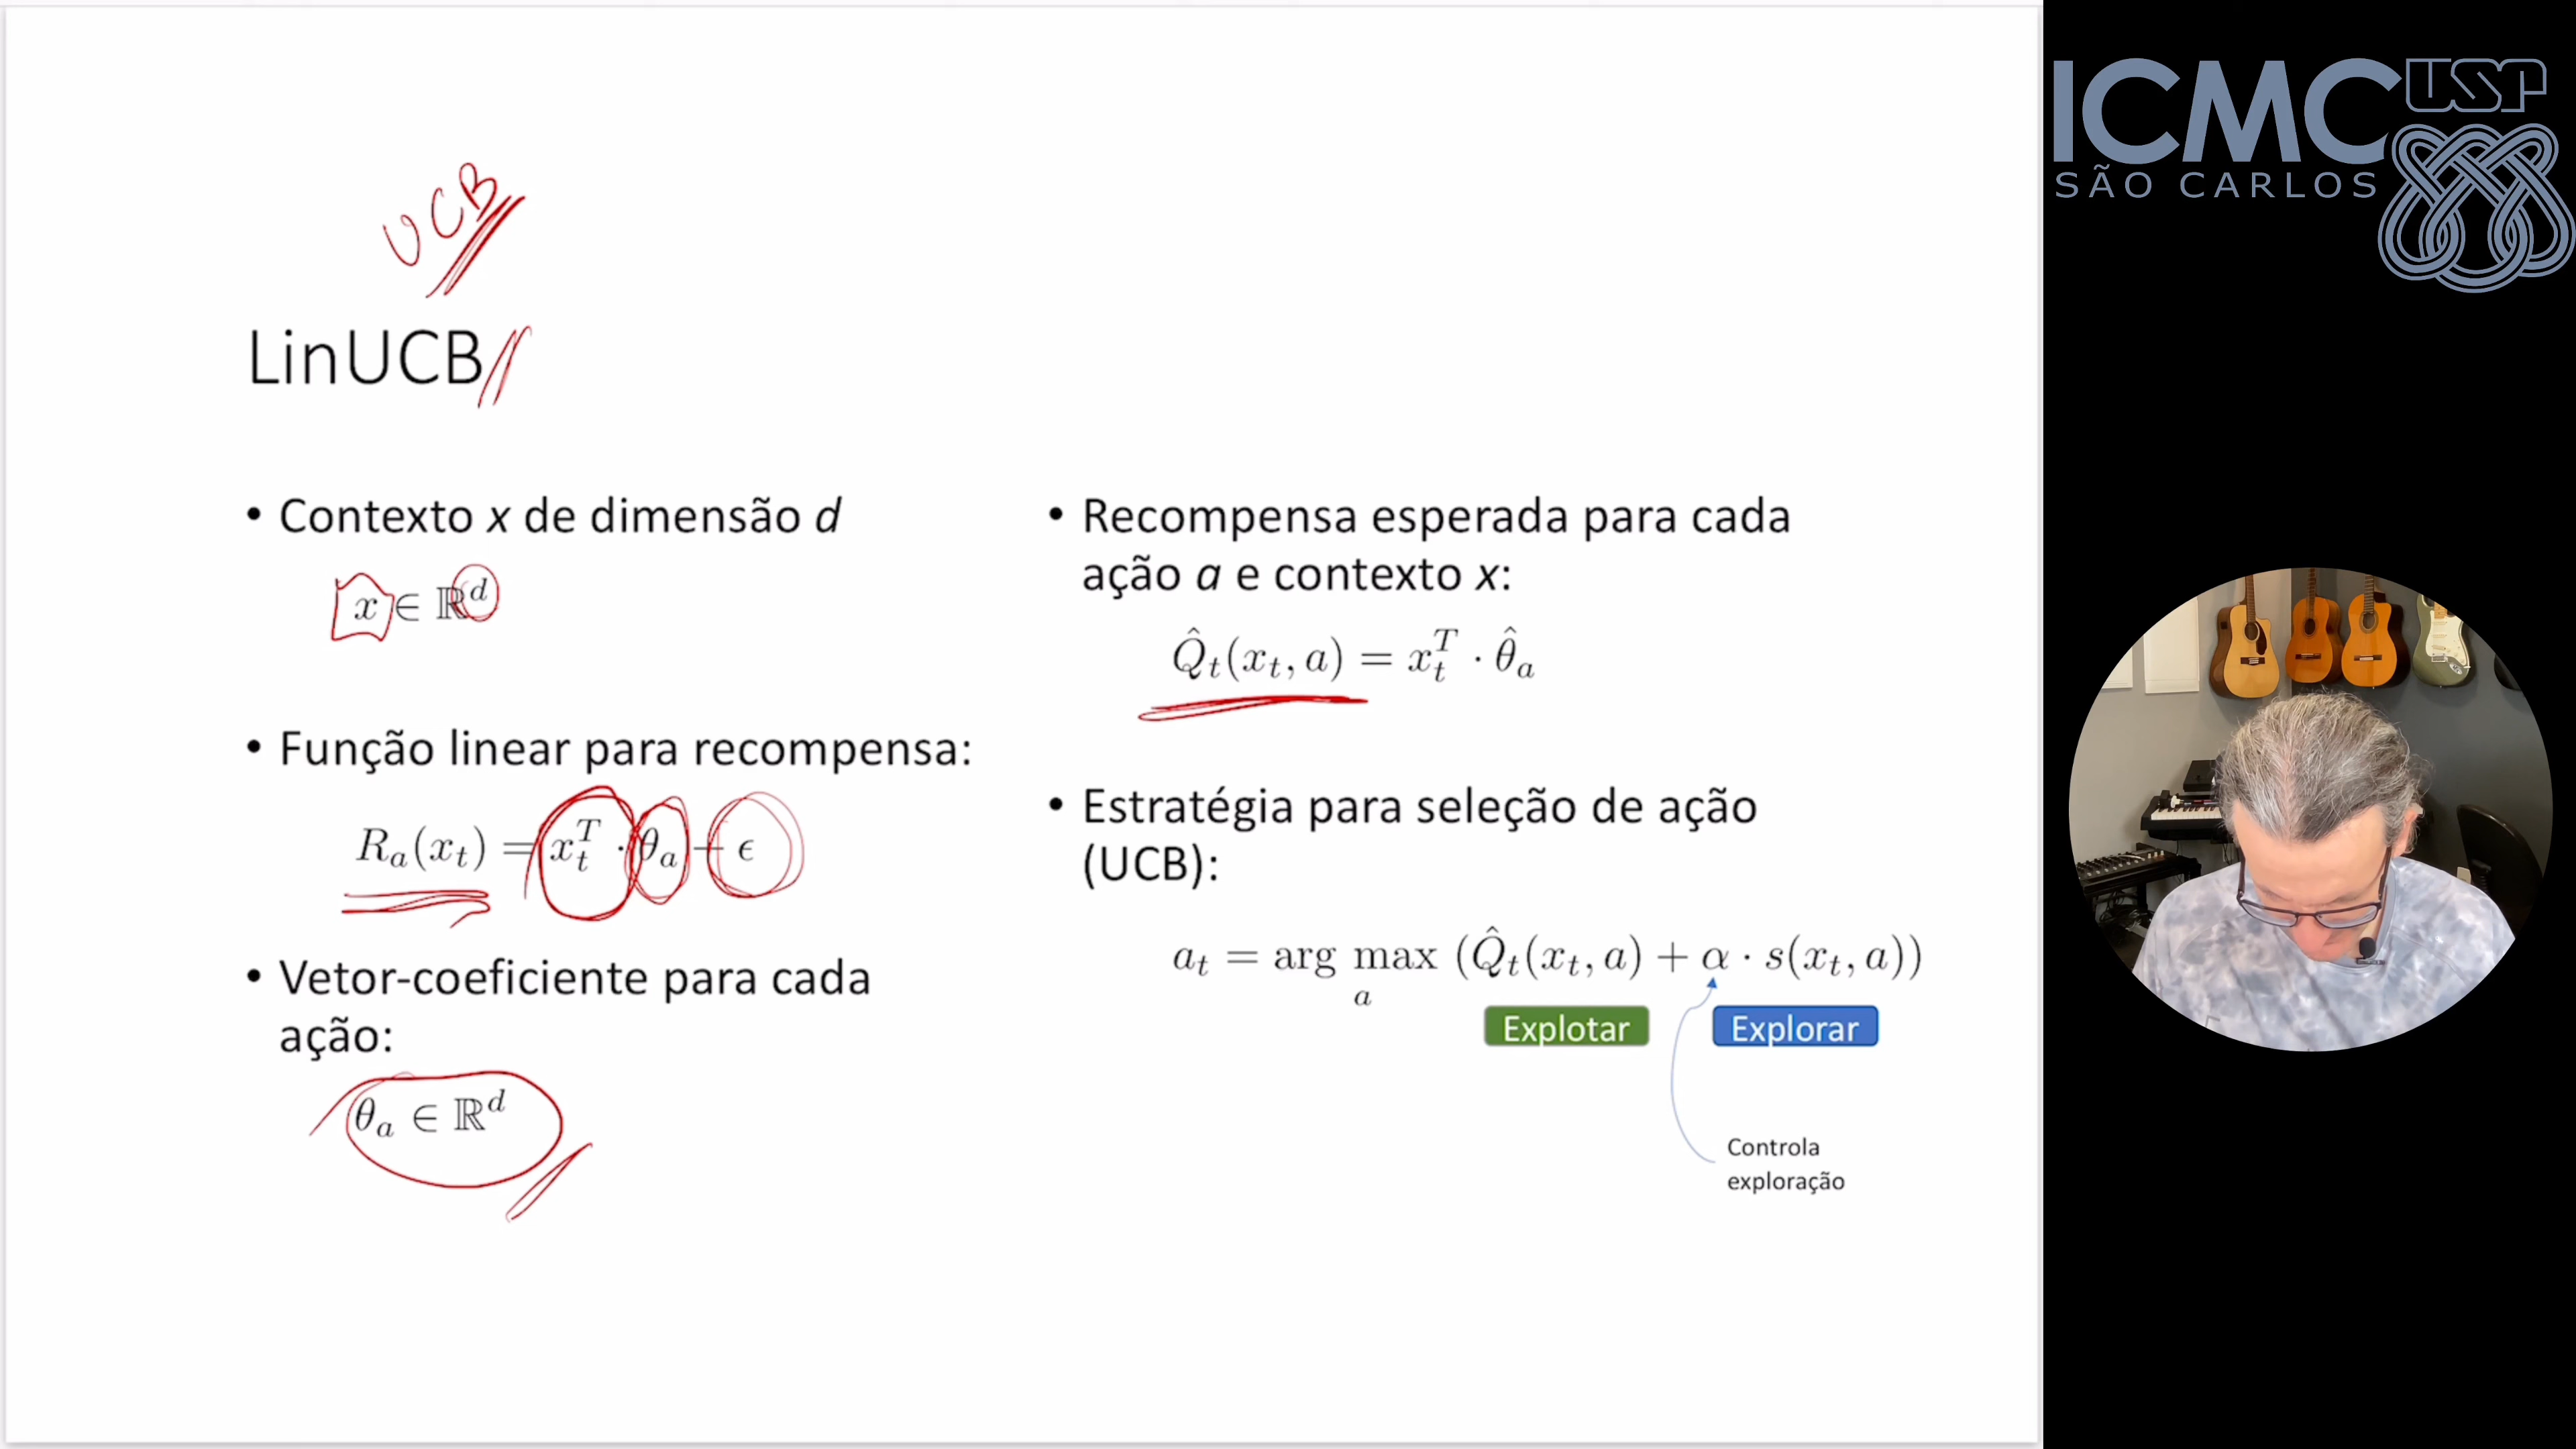 UCB
LinUCB
• Contexto x de dimensão d
x ∈ ℝ^d
• Função linear para recompensa:
R_a(x_t) = x_t^T · θ_a + ϵ
• Vetor-coeficiente para cada
ação:
θ_a ∈ ℝ^d
• Recompensa esperada para cada
ação a e contexto x:
Q̂_t(x_t, a) = x_t^T · θ̂_a
• Estratégia para seleção de ação
(UCB):
a_t = arg max_a (Q̂_t(x_t, a) + α · s(x_t, a))
Explotar
Explorar
Controla
exploração
ICMC USP
SÃO CARLOS